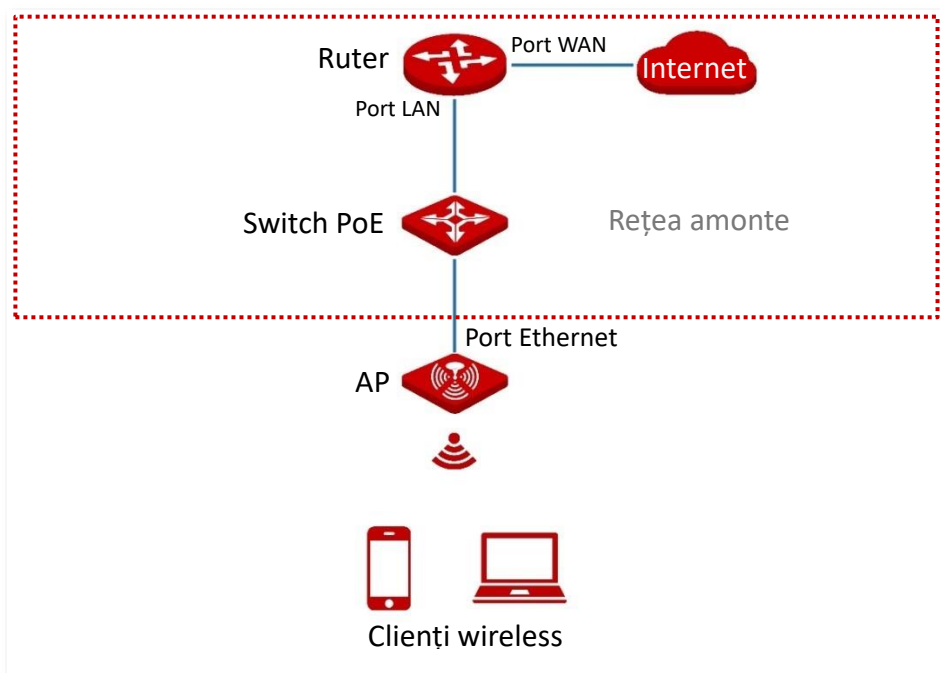 Ruter
Port WAN
Internet
Port LAN
Switch PoE
Rețea amonte
Port Ethernet
AP
Clienți wireless